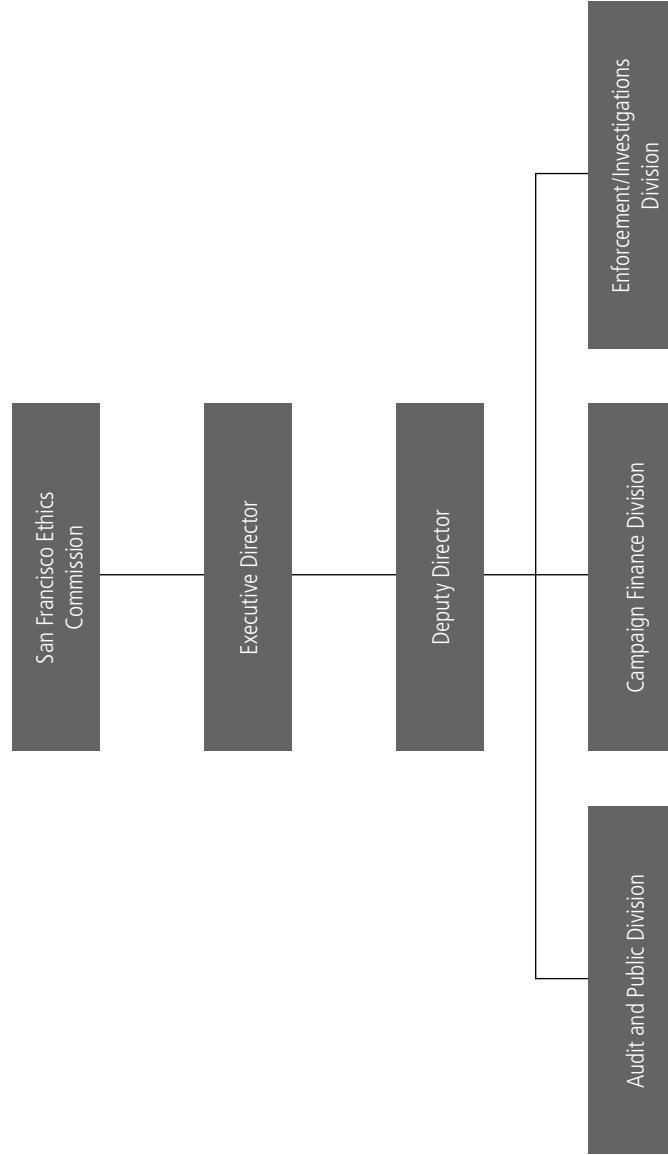 San Francisco Ethics
Commission
Executive Director
Deputy Director
Audit and Public Division
Campaign Finance Division
Enforcement/Investigations
Division